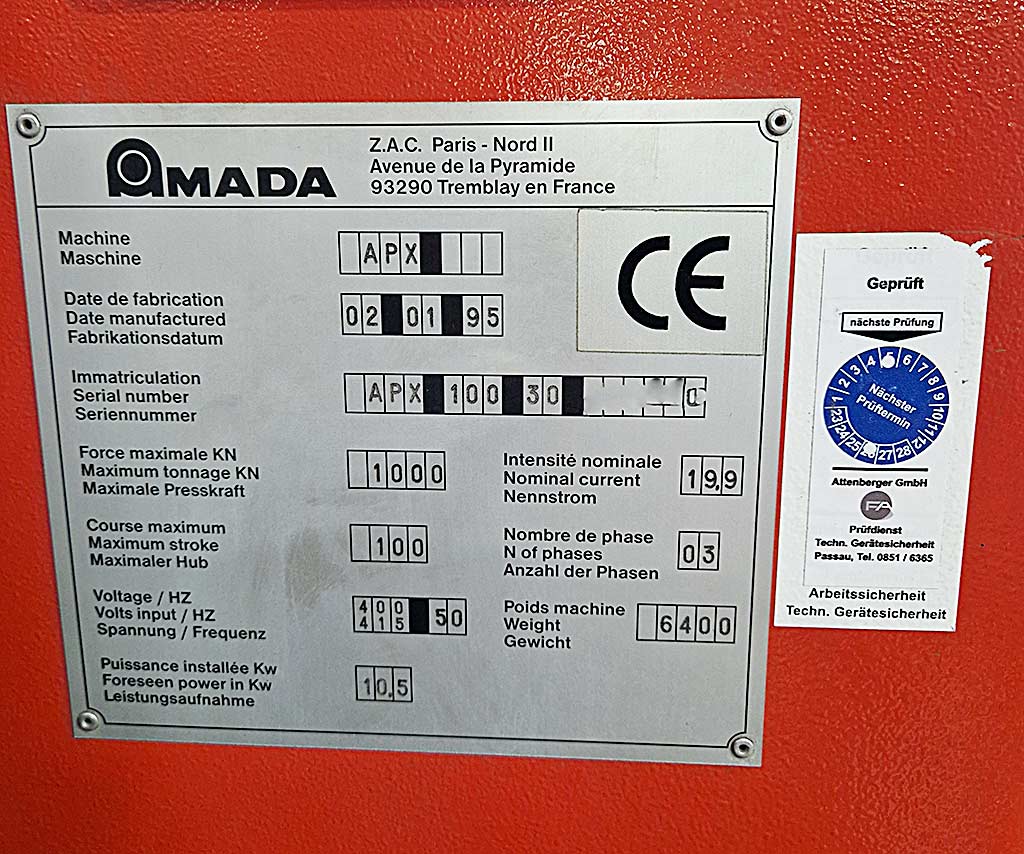 AMADA
Z.A.C. Paris - Nord II
Avenue de la Pyramide
93290 Tremblay en France
Machine
Maschine
APX
CE
Date de fabrication
Date manufactured
Fabrikationsdatum
02 01 95
Immatriculation
Serial number
Seriennummer
APX 100 30
Force maximale KN
Maximum tonnage KN
Maximale Presskraft
1000
Intensité nominale
Nominal current
Nennstrom
19,9
Course maximum
Maximum stroke
Maximaler Hub
100
Nombre de phase
N of phases
Anzahl der Phasen
03
Voltage / HZ
Volts input / HZ
Spannung / Frequenz
400
415 50
Poids machine
Weight
Gewicht
6400
Puissance installée Kw
Foreseen power in Kw
Leistungsaufnahme
10,5
Geprüft
nächste Prüfung
1 2 3 4 5 6 7 8 9 10 11 12
Nächster
Prüftermin
23 24 25 26 27 28
Attenberger GmbH
FA
Prüfdienst
Techn. Gerätesicherheit
Passau, Tel. 0851 / 6365
Arbeitssicherheit
Techn. Gerätesicherheit